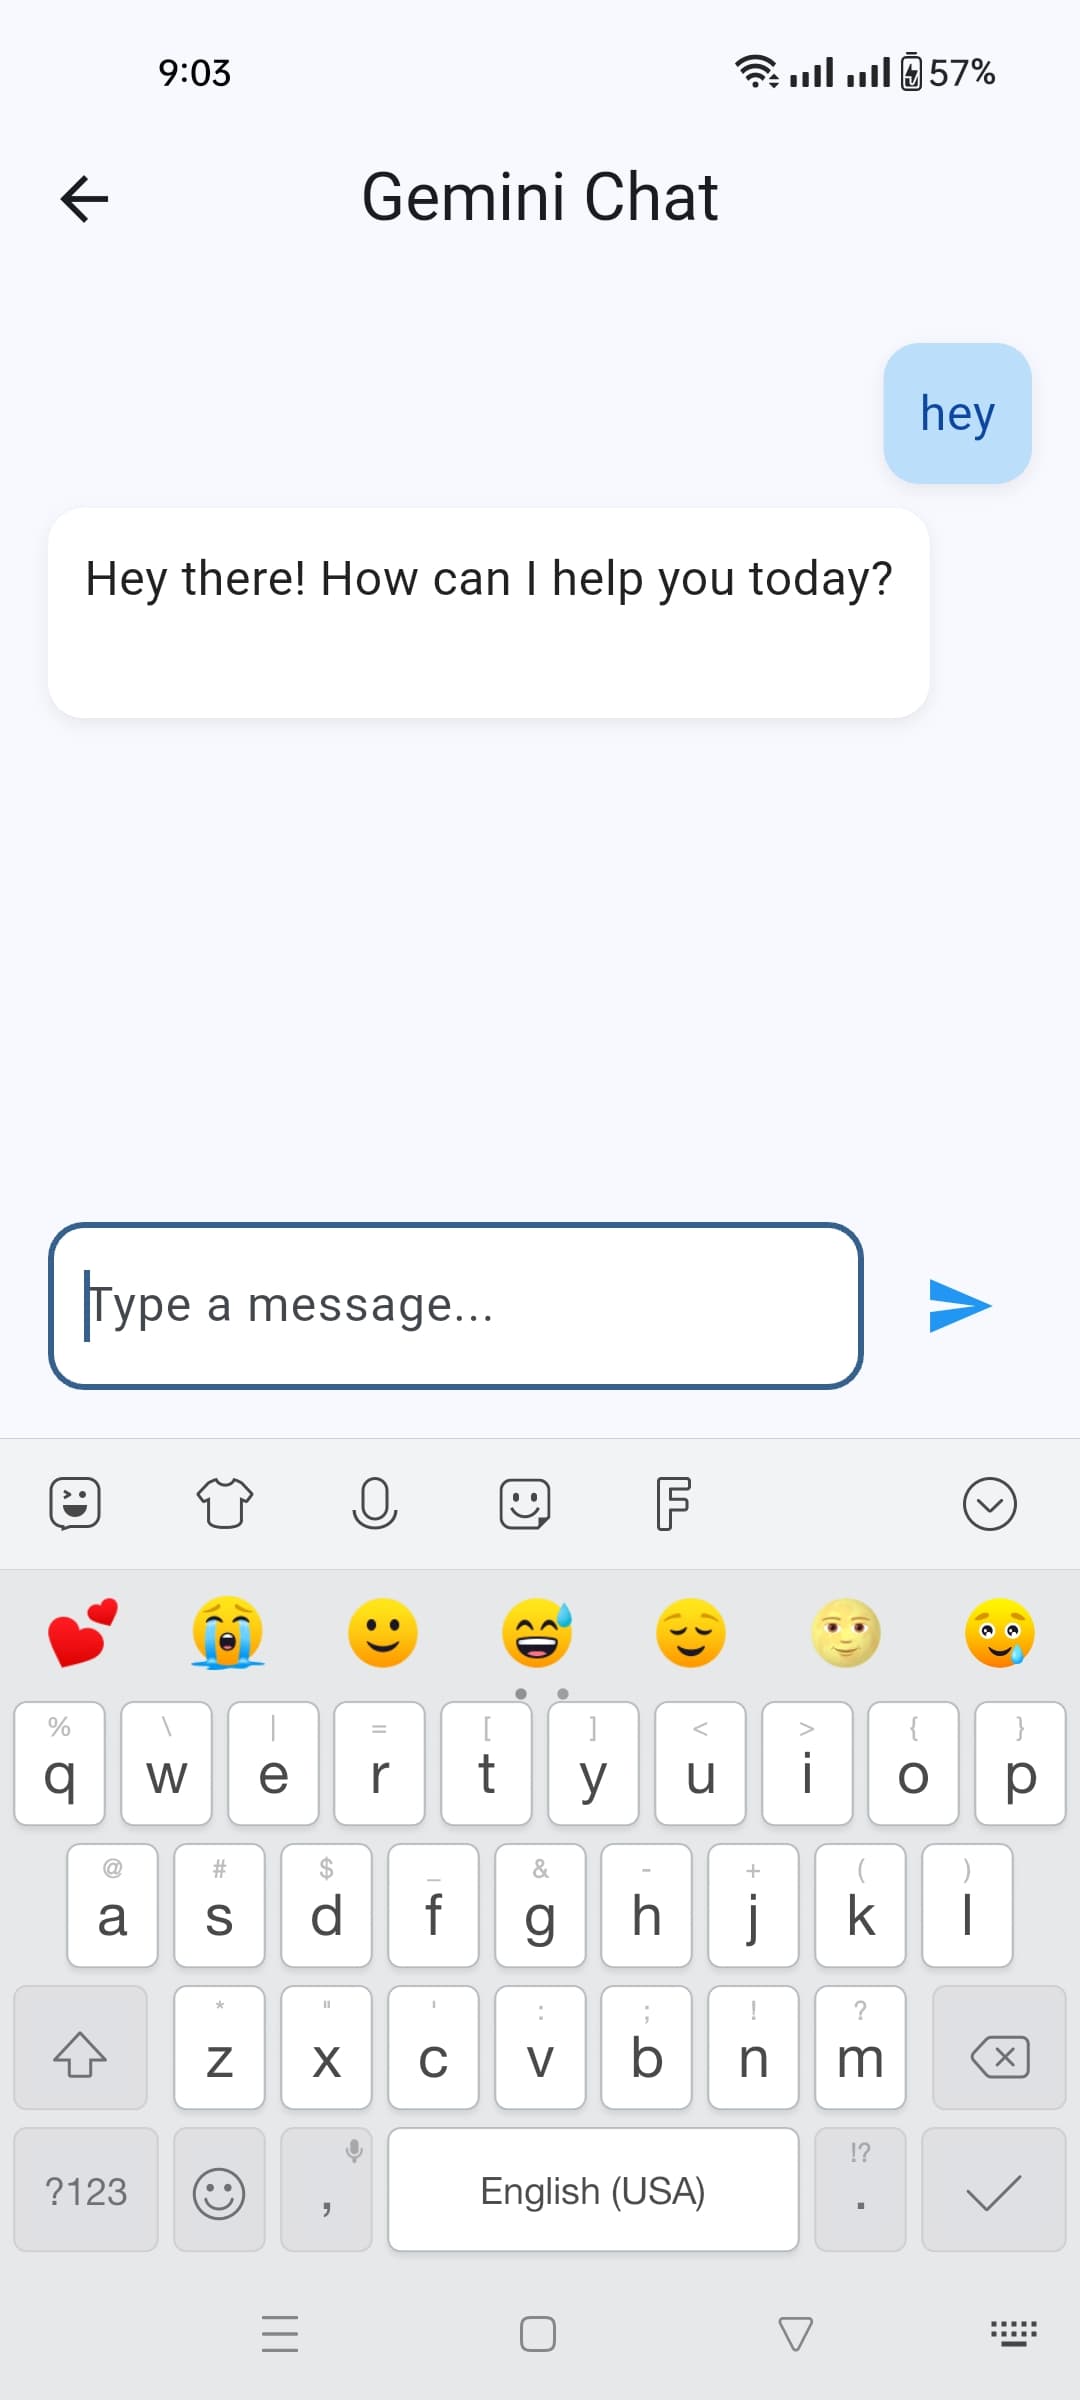 9:03 57%
Gemini Chat
hey
Hey there! How can I help you today?
Type a message...
% \ | = [ ] < > { }
q w e r t y u i o p
@ # $ _ & - + ( )
a s d f g h j k l
* " ' : ; ! ?
z x c v b n m
!?
?123 , English (USA) .